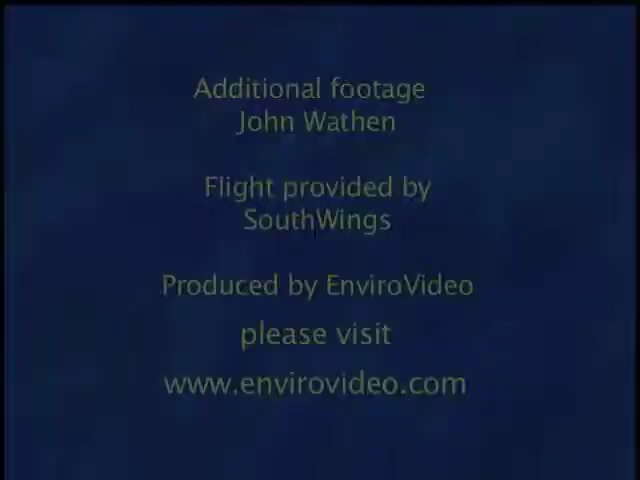 Additional footage
John Wathen
Flight provided by
SouthWings
Produced by EnviroVideo
please visit
www.envirovideo.com